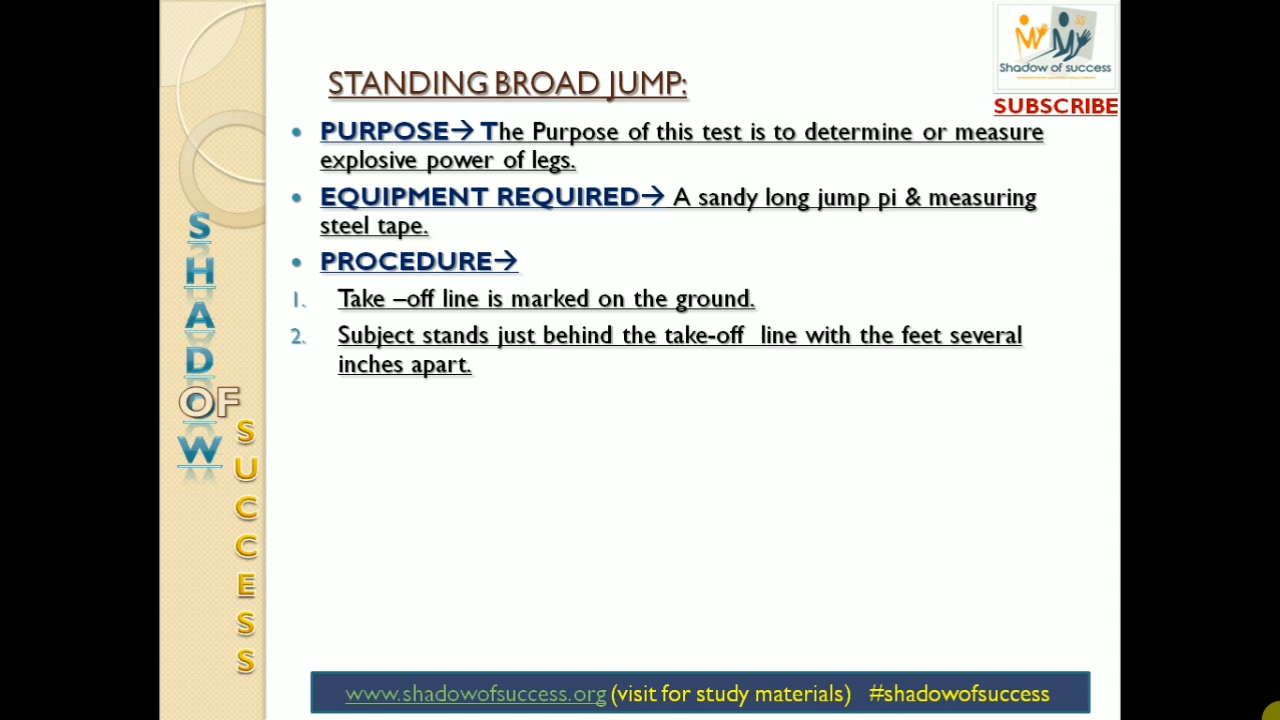 Shadow of success
SUBSCRIBE
STANDING BROAD JUMP:
• PURPOSE→ The Purpose of this test is to determine or measure
explosive power of legs.
• EQUIPMENT REQUIRED→ A sandy long jump pi & measuring
steel tape.
• PROCEDURE→
1. Take –off line is marked on the ground.
2. Subject stands just behind the take-off line with the feet several
inches apart.
SHADOW
OF
SUCCESS
www.shadowofsuccess.org (visit for study materials) #shadowofsuccess